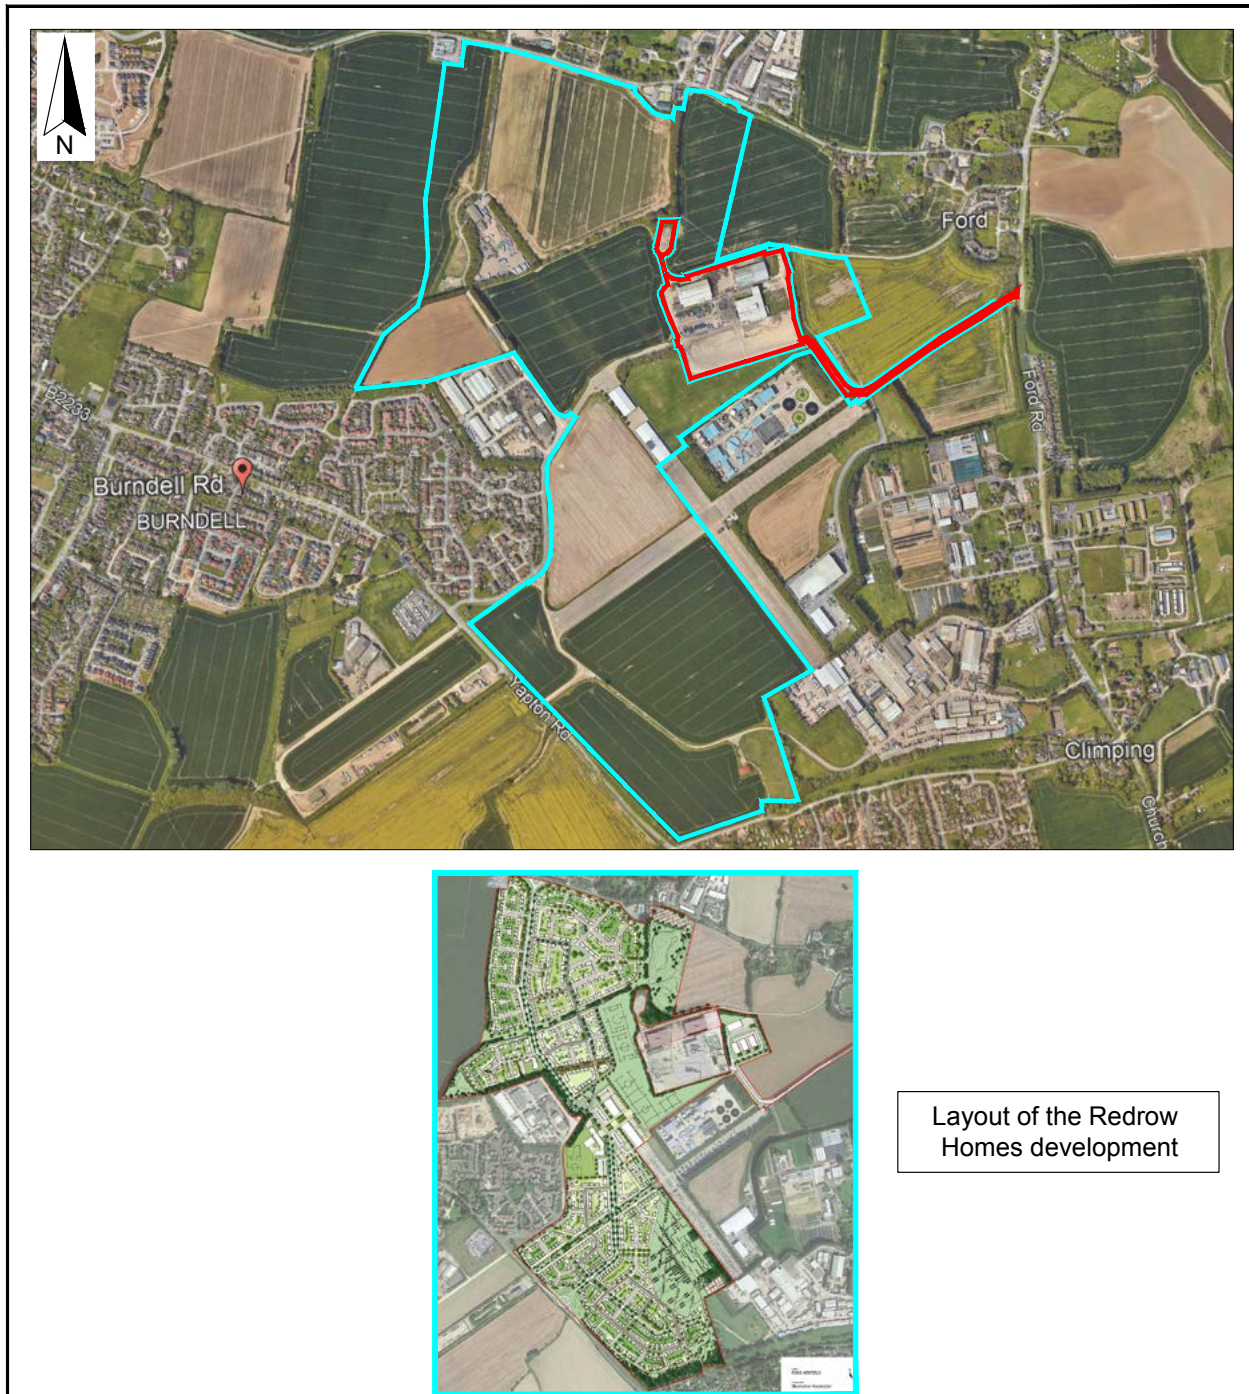 N
Ford
Ford Rd
B2233
Burndell Rd
BURNDELL
Yapton Rd
Climping
Church
Layout of the Redrow
Homes development